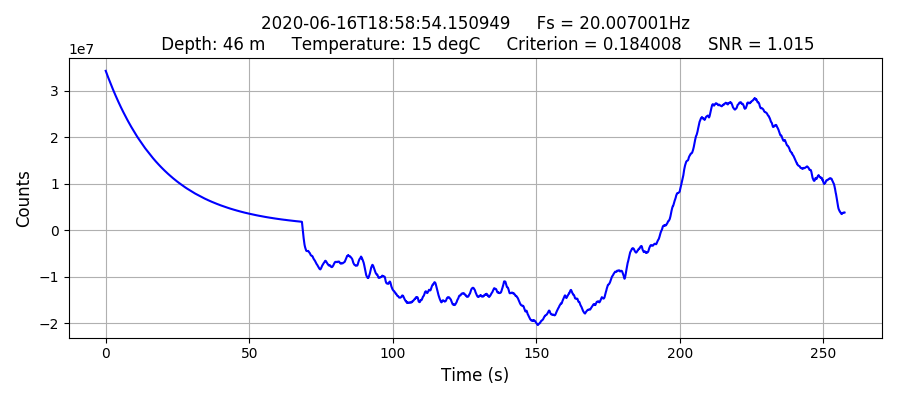 2020-06-16T18:58:54.150949     Fs = 20.007001Hz
Depth: 46 m     Temperature: 15 degC     Criterion = 0.184008     SNR = 1.015
1e7
3
2
1
0
−1
−2
Counts
0 50 100 150 200 250
Time (s)